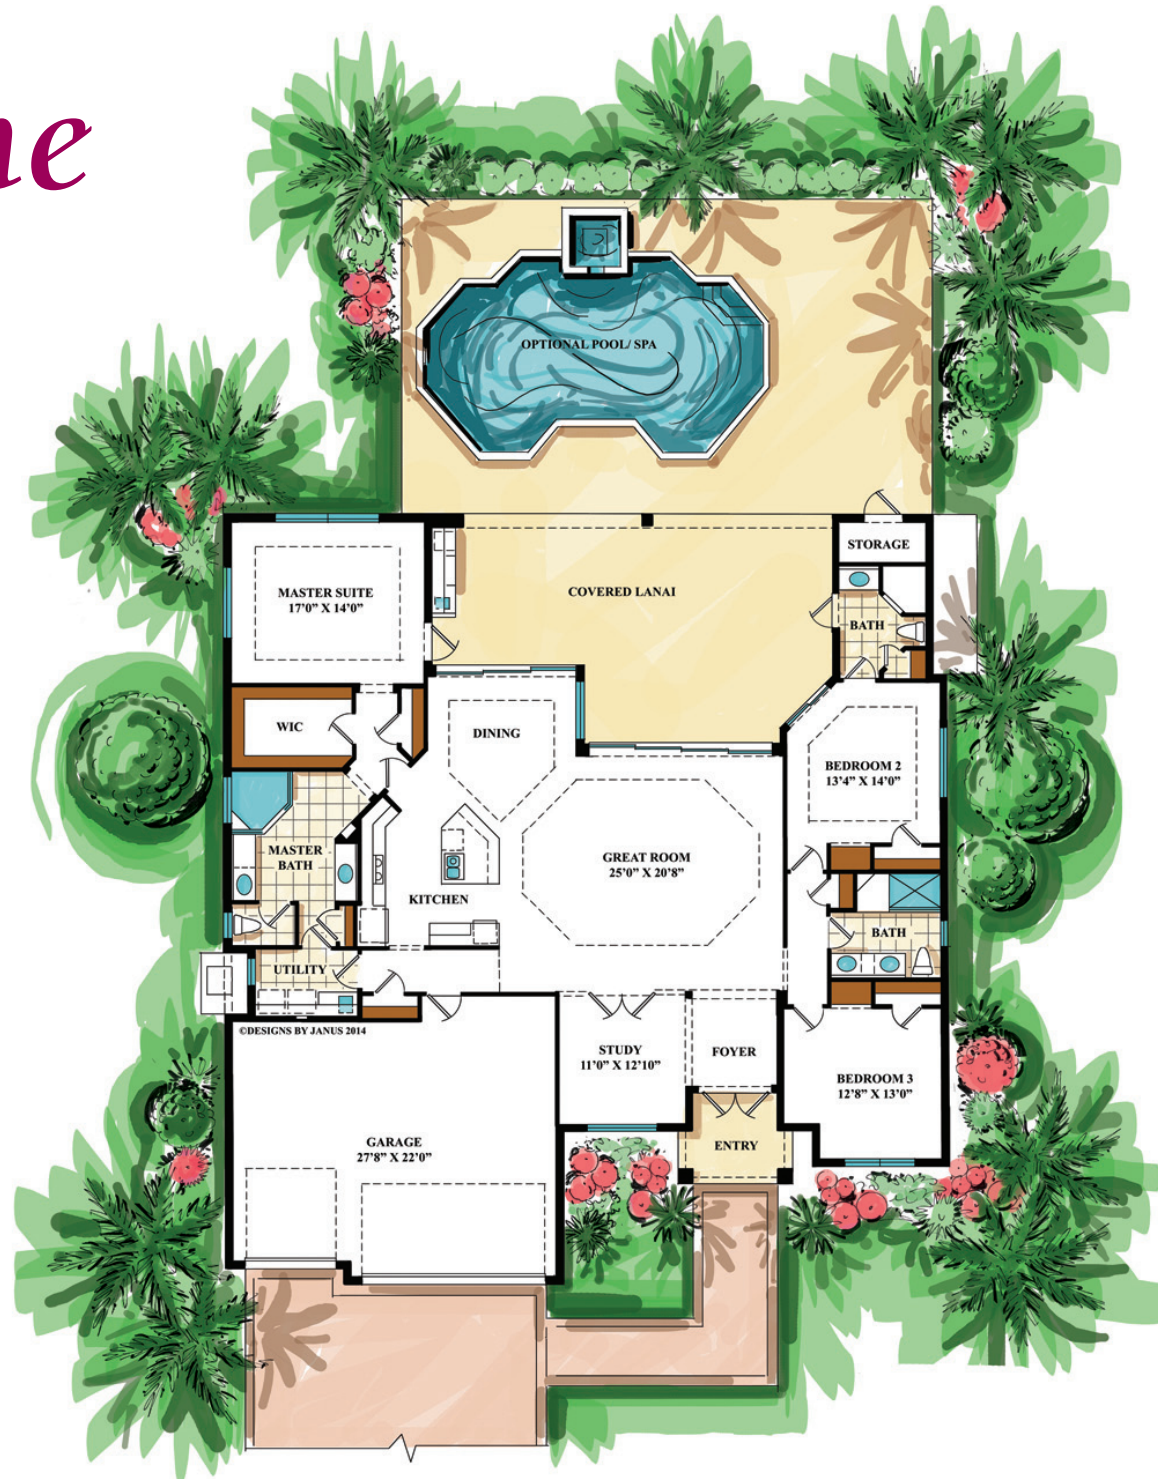 OPTIONAL POOL/ SPA
STORAGE
MASTER SUITE
17'0" X 14'0"
COVERED LANAI
BATH
WIC
DINING
BEDROOM 2
13'4" X 14'0"
MASTER
BATH
GREAT ROOM
25'0" X 20'8"
KITCHEN
BATH
UTILITY
©DESIGNS BY JANUS 2014
STUDY
11'0" X 12'10"
FOYER
BEDROOM 3
12'8" X 13'0"
GARAGE
27'8" X 22'0"
ENTRY